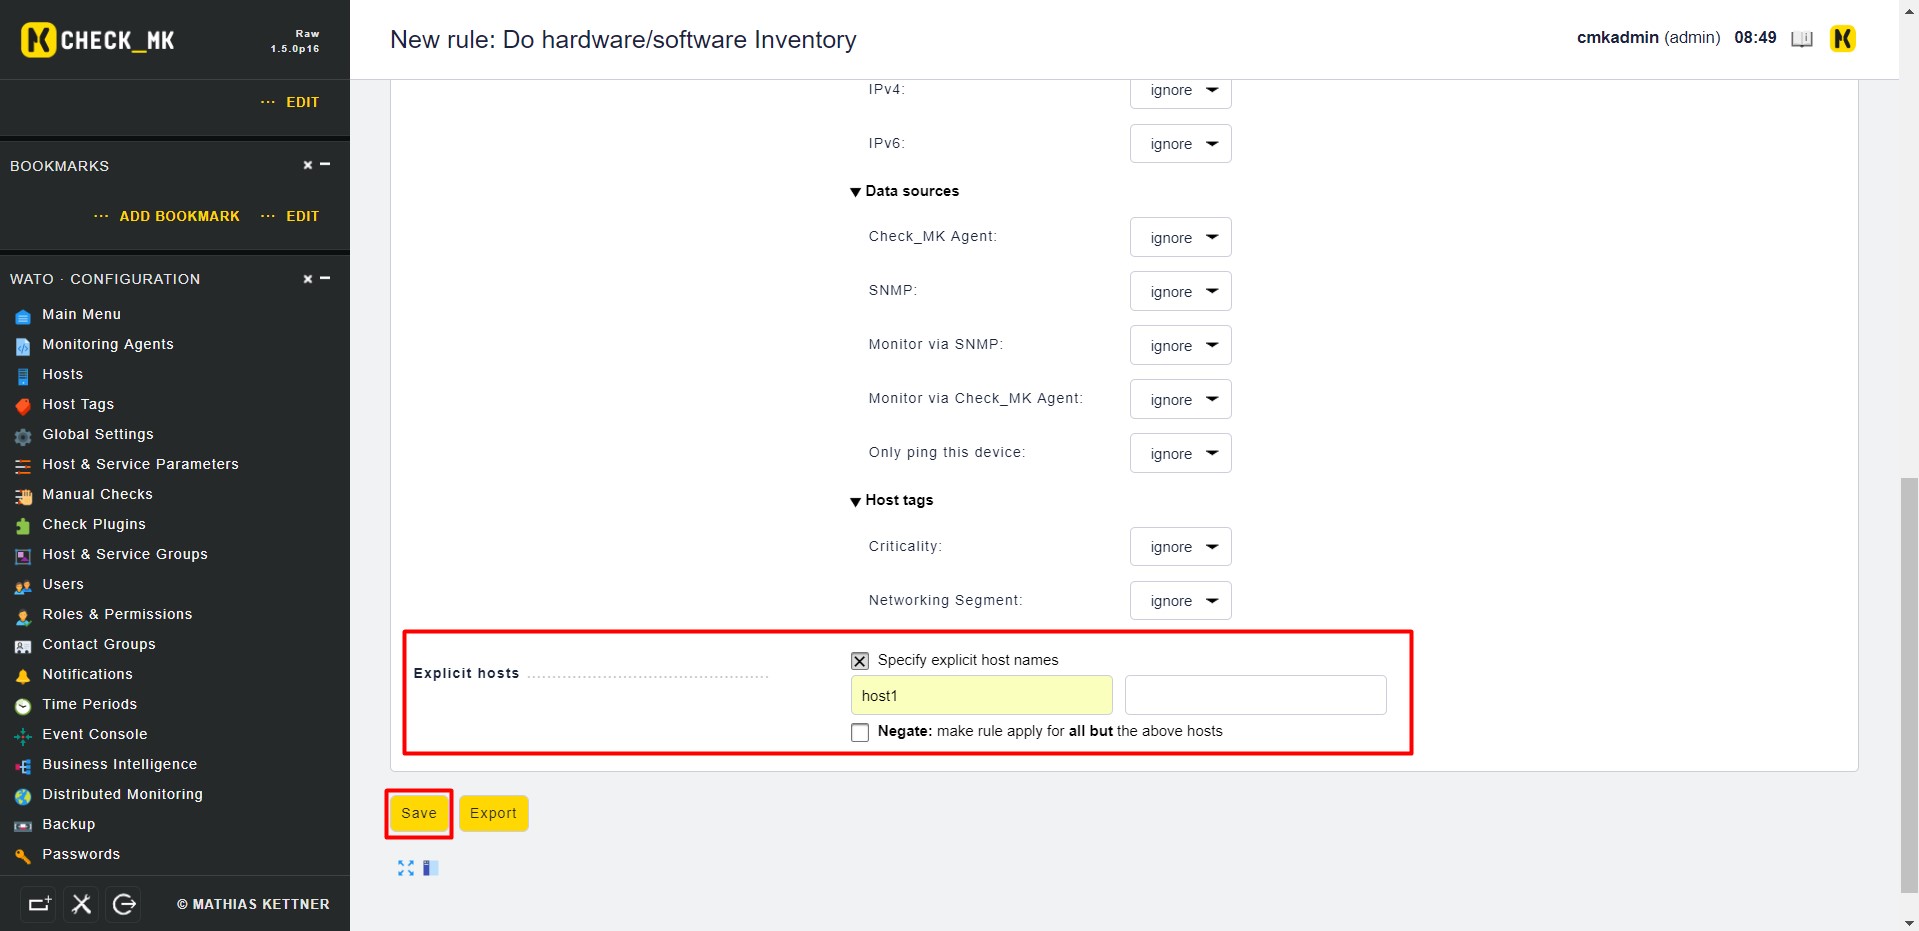 CHECK_MK
Raw
1.5.0p16
··· EDIT
BOOKMARKS
··· ADD BOOKMARK ··· EDIT
WATO · CONFIGURATION
Main Menu
Monitoring Agents
Hosts
Host Tags
Global Settings
Host & Service Parameters
Manual Checks
Check Plugins
Host & Service Groups
Users
Roles & Permissions
Contact Groups
Notifications
Time Periods
Event Console
Business Intelligence
Distributed Monitoring
Backup
Passwords
© MATHIAS KETTNER
New rule: Do hardware/software Inventory
cmkadmin (admin) 08:49
IPv4: ignore
IPv6: ignore
Data sources
Check_MK Agent: ignore
SNMP: ignore
Monitor via SNMP: ignore
Monitor via Check_MK Agent: ignore
Only ping this device: ignore
Host tags
Criticality: ignore
Networking Segment: ignore
Explicit hosts
Specify explicit host names
host1
Negate: make rule apply for all but the above hosts
Save
Export